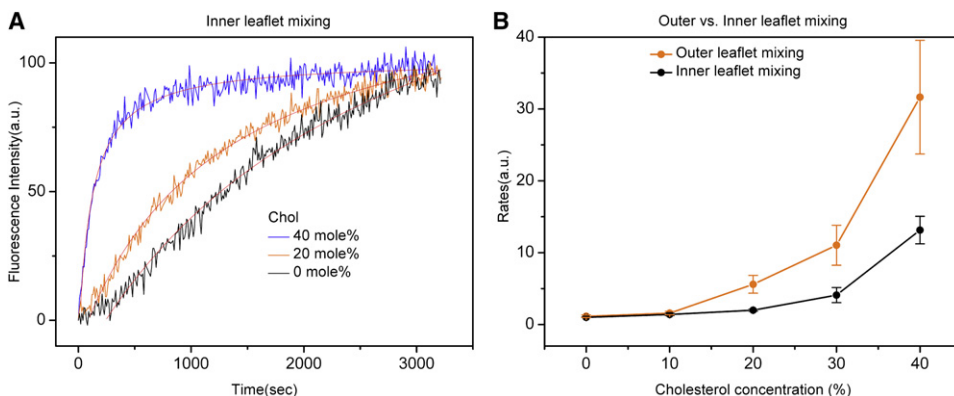 A
Inner leaflet mixing
100
50
0
Fluorescence Intensity(a.u.)
Chol
40 mole%
20 mole%
0 mole%
0
1000
2000
3000
Time(sec)
B
Outer vs. Inner leaflet mixing
40
30
20
10
0
Rates(a.u.)
Outer leaflet mixing
Inner leaflet mixing
0
10
20
30
40
Cholesterol concentration (%)